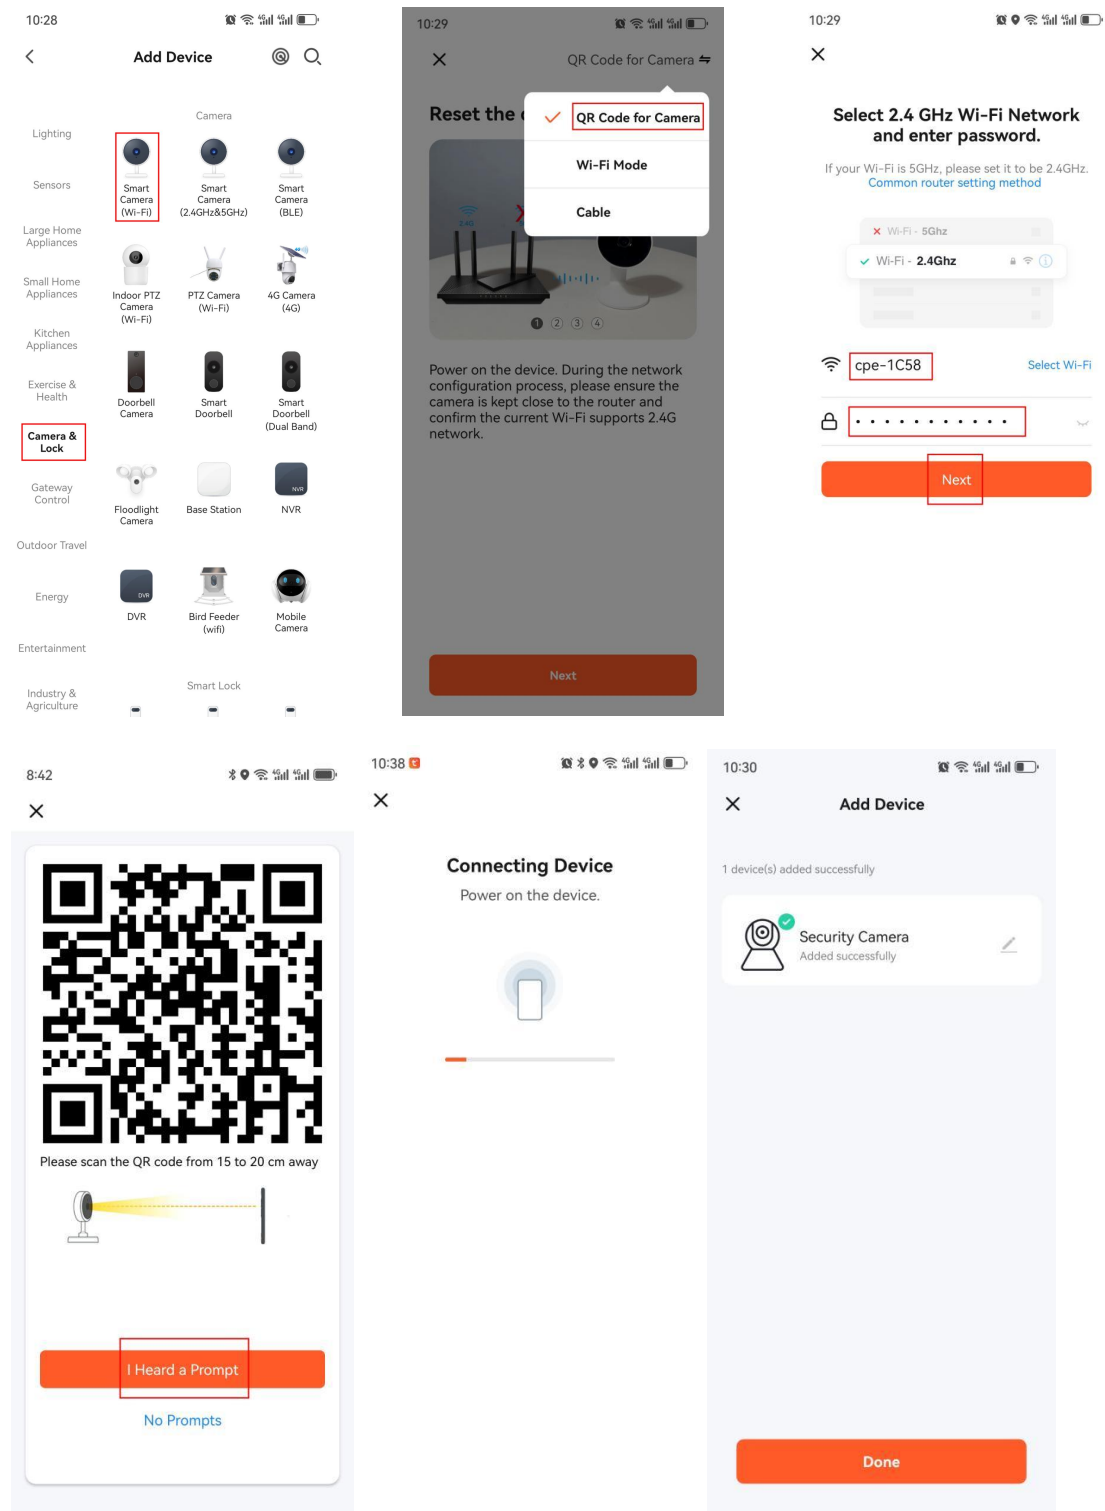 10:28
Add Device
Camera
Lighting
Sensors
Large Home
Appliances
Small Home
Appliances
Kitchen
Appliances
Exercise &
Health
Camera &
Lock
Gateway
Control
Outdoor Travel
Energy
Entertainment
Industry &
Agriculture
Smart
Camera
(Wi-Fi)
Smart
Camera
(2.4GHz&5GHz)
Smart
Camera
(BLE)
Indoor PTZ
Camera
(Wi-Fi)
PTZ Camera
(Wi-Fi)
4G Camera
(4G)
Doorbell
Camera
Smart
Doorbell
Smart
Doorbell
(Dual Band)
Floodlight
Camera
Base Station
NVR
NVR
DVR
DVR
Bird Feeder
(wifi)
Mobile
Camera
Smart Lock
10:29
QR Code for Camera
Reset the
QR Code for Camera
Wi-Fi Mode
Cable
2.4G
1 2 3 4
Power on the device. During the network
configuration process, please ensure the
camera is kept close to the router and
confirm the current Wi-Fi supports 2.4G
network.
Next
10:29
Select 2.4 GHz Wi-Fi Network
and enter password.
If your Wi-Fi is 5GHz, please set it to be 2.4GHz.
Common router setting
method
Wi-Fi - 5Ghz
Wi-Fi - 2.4Ghz
cpe-1C58
Select Wi-Fi
Next
8:42
Please scan the QR code from 15 to 20 cm away
I Heard a Prompt
No Prompts
10:38
Connecting Device
Power on the device.
10:30
Add Device
1 device(s) added successfully
Security Camera
Added successfully
Done